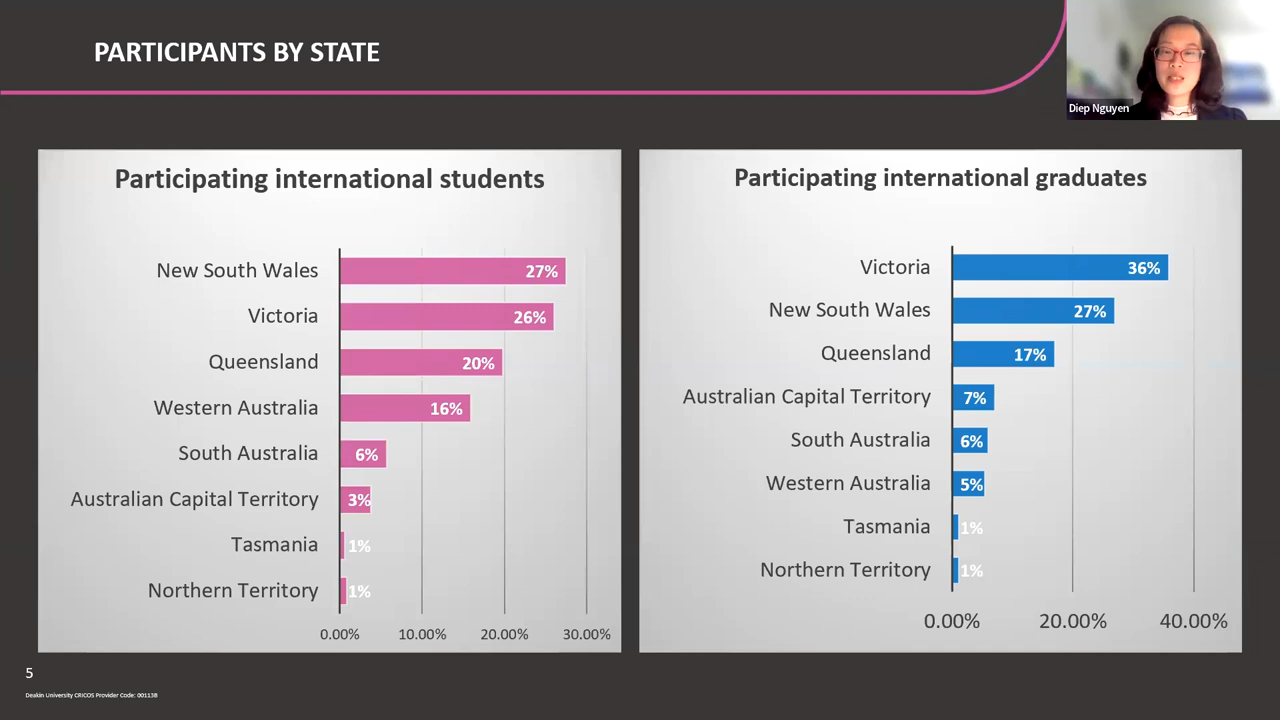 PARTICIPANTS BY STATE
Diep Nguyen
Participating international students
New South Wales 27%
Victoria 26%
Queensland 20%
Western Australia 16%
South Australia 6%
Australian Capital Territory 3%
Tasmania 1%
Northern Territory 1%
0.00% 10.00% 20.00% 30.00%
Participating international graduates
Victoria 36%
New South Wales 27%
Queensland 17%
Australian Capital Territory 7%
South Australia 6%
Western Australia 5%
Tasmania 1%
Northern Territory 1%
0.00% 20.00% 40.00%
5
Deakin University CRICOS Provider Code: 00113B